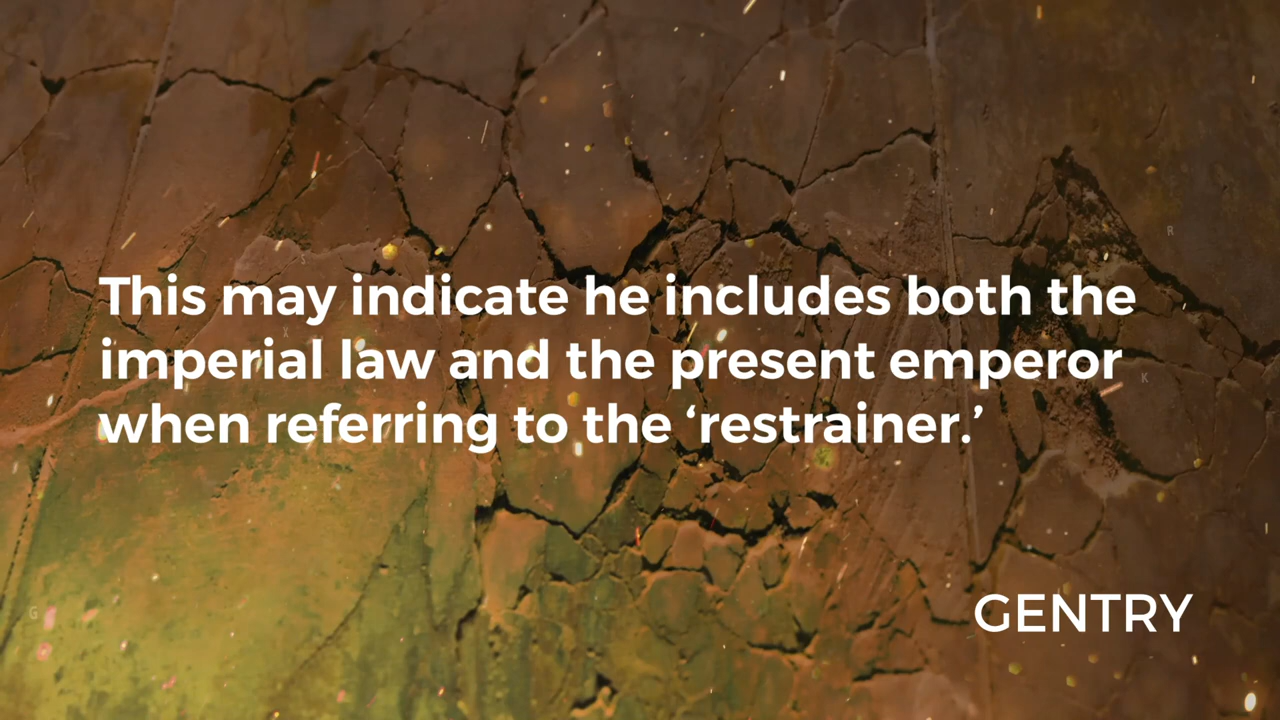 This may indicate he includes both the
imperial law and the present emperor
when referring to the ‘restrainer.’
GENTRY